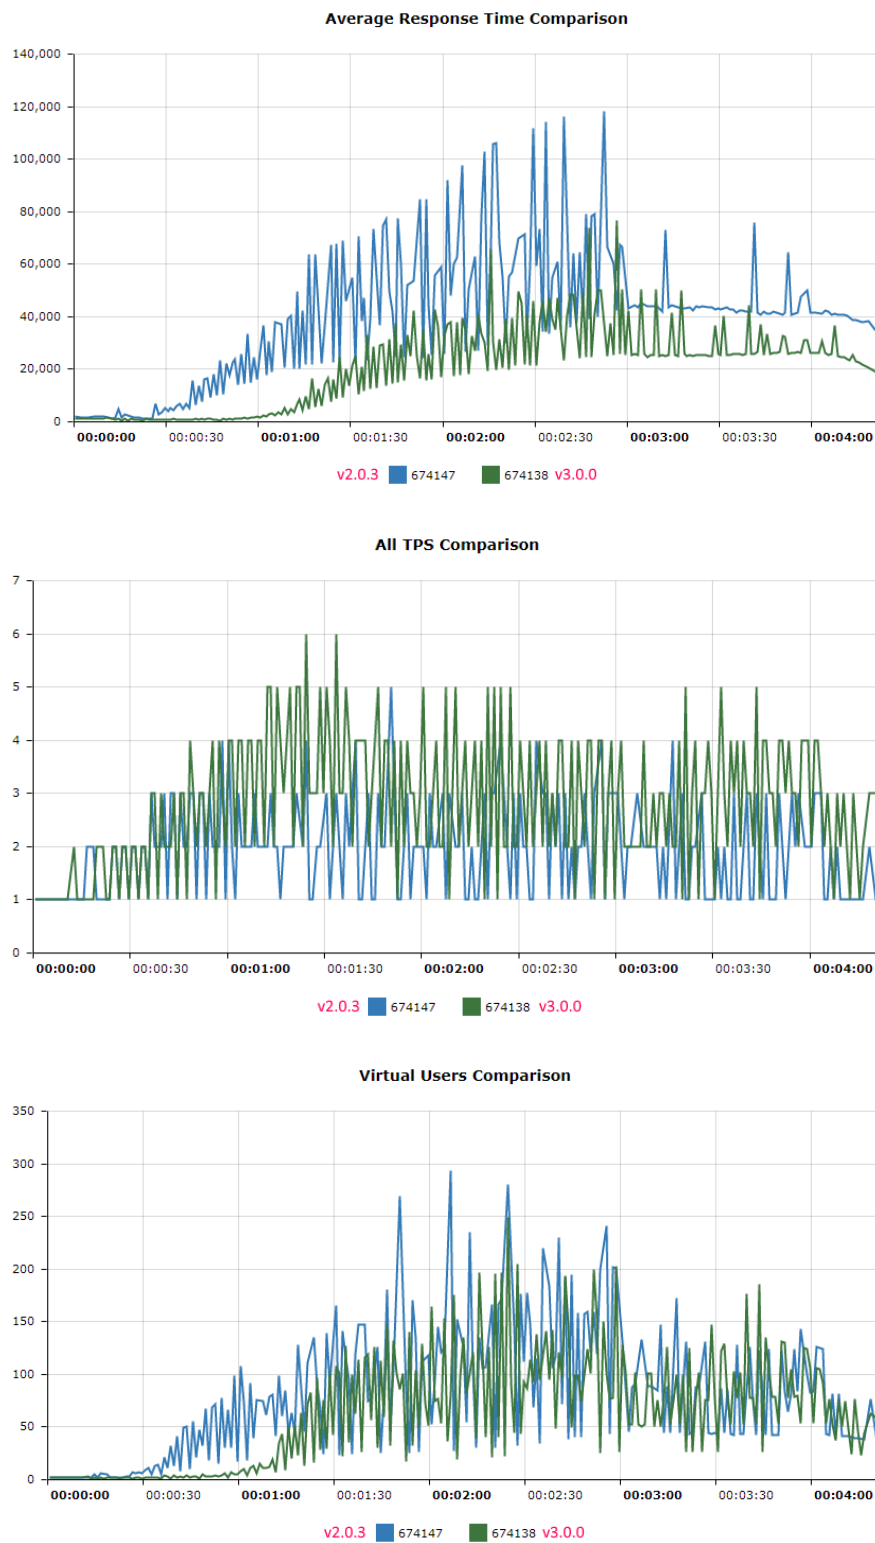 Average Response Time Comparison
140,000
120,000
100,000
80,000
60,000
40,000
20,000
0
00:00:00 00:00:30 00:01:00 00:01:30 00:02:00 00:02:30 00:03:00 00:03:30 00:04:00
v2.0.3 674147 674138 v3.0.0
All TPS Comparison
7
6
5
4
3
2
1
0
00:00:00 00:00:30 00:01:00 00:01:30 00:02:00 00:02:30 00:03:00 00:03:30 00:04:00
v2.0.3 674147 674138 v3.0.0
Virtual Users Comparison
350
300
250
200
150
100
50
0
00:00:00 00:00:30 00:01:00 00:01:30 00:02:00 00:02:30 00:03:00 00:03:30 00:04:00
v2.0.3 674147 674138 v3.0.0